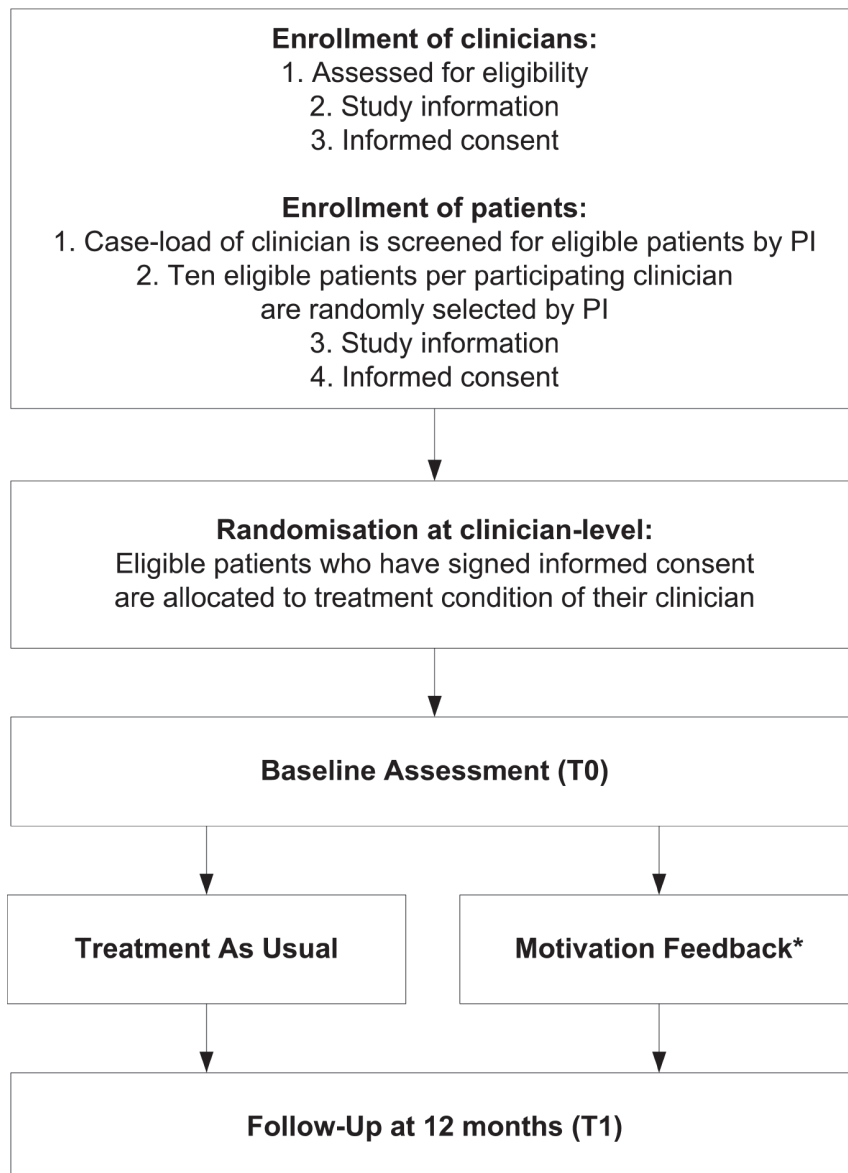 Enrollment of clinicians:
1. Assessed for eligibility
2. Study information
3. Informed consent
Enrollment of patients:
1. Case-load of clinician is screened for eligible patients by PI
2. Ten eligible patients per participating clinician
are randomly selected by PI
3. Study information
4. Informed consent
Randomisation at clinician-level:
Eligible patients who have signed informed consent
are allocated to treatment condition of their clinician
Baseline Assessment (T0)
Treatment As Usual
Motivation Feedback*
Follow-Up at 12 months (T1)